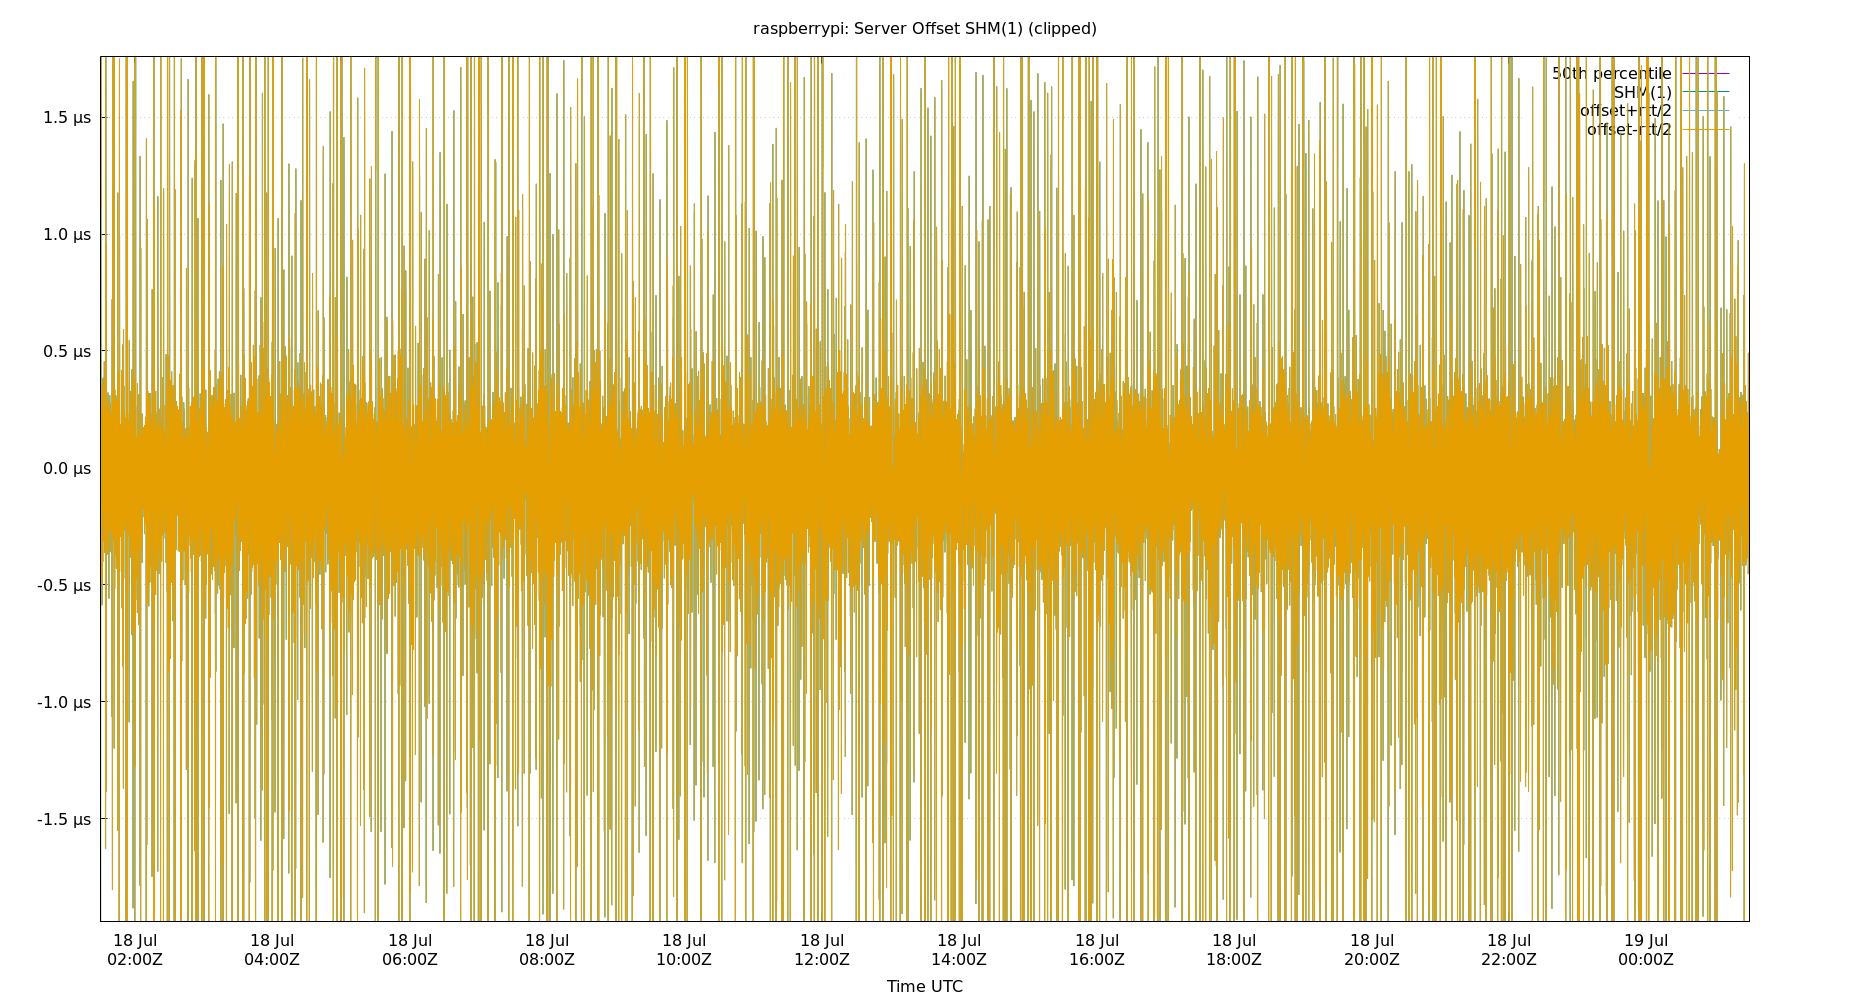 raspberrypi: Server Offset SHM(1) (clipped)
50th percentile
SHM(1)
offset+rtt/2
offset-rtt/2
1.5 µs
1.0 µs
0.5 µs
0.0 µs
-0.5 µs
-1.0 µs
-1.5 µs
18 Jul 18 Jul 18 Jul 18 Jul 18 Jul 18 Jul 18 Jul 18 Jul 18 Jul 18 Jul 18 Jul 19 Jul
02:00Z 04:00Z 06:00Z 08:00Z 10:00Z 12:00Z 14:00Z 16:00Z 18:00Z 20:00Z 22:00Z 00:00Z
Time UTC